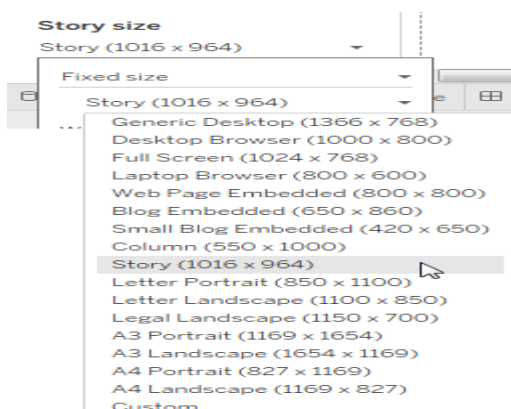 Story size
Story (1016 x 964)
Fixed size
Story (1016 x 964)
Generic Desktop (1366 x 768)
Desktop Browser (1000 x 800)
Full Screen (1024 x 768)
Laptop Browser (800 x 600)
Web Page Embedded (800 x 800)
Blog Embedded (650 x 860)
Small Blog Embedded (420 x 650)
Column (550 x 1000)
Story (1016 x 964)
Letter Portrait (850 x 1100)
Letter Landscape (1100 x 850)
Legal Landscape (1150 x 700)
A3 Portrait (1169 x 1654)
A3 Landscape (1654 x 1169)
A4 Portrait (827 x 1169)
A4 Landscape (1169 x 827)
Custom